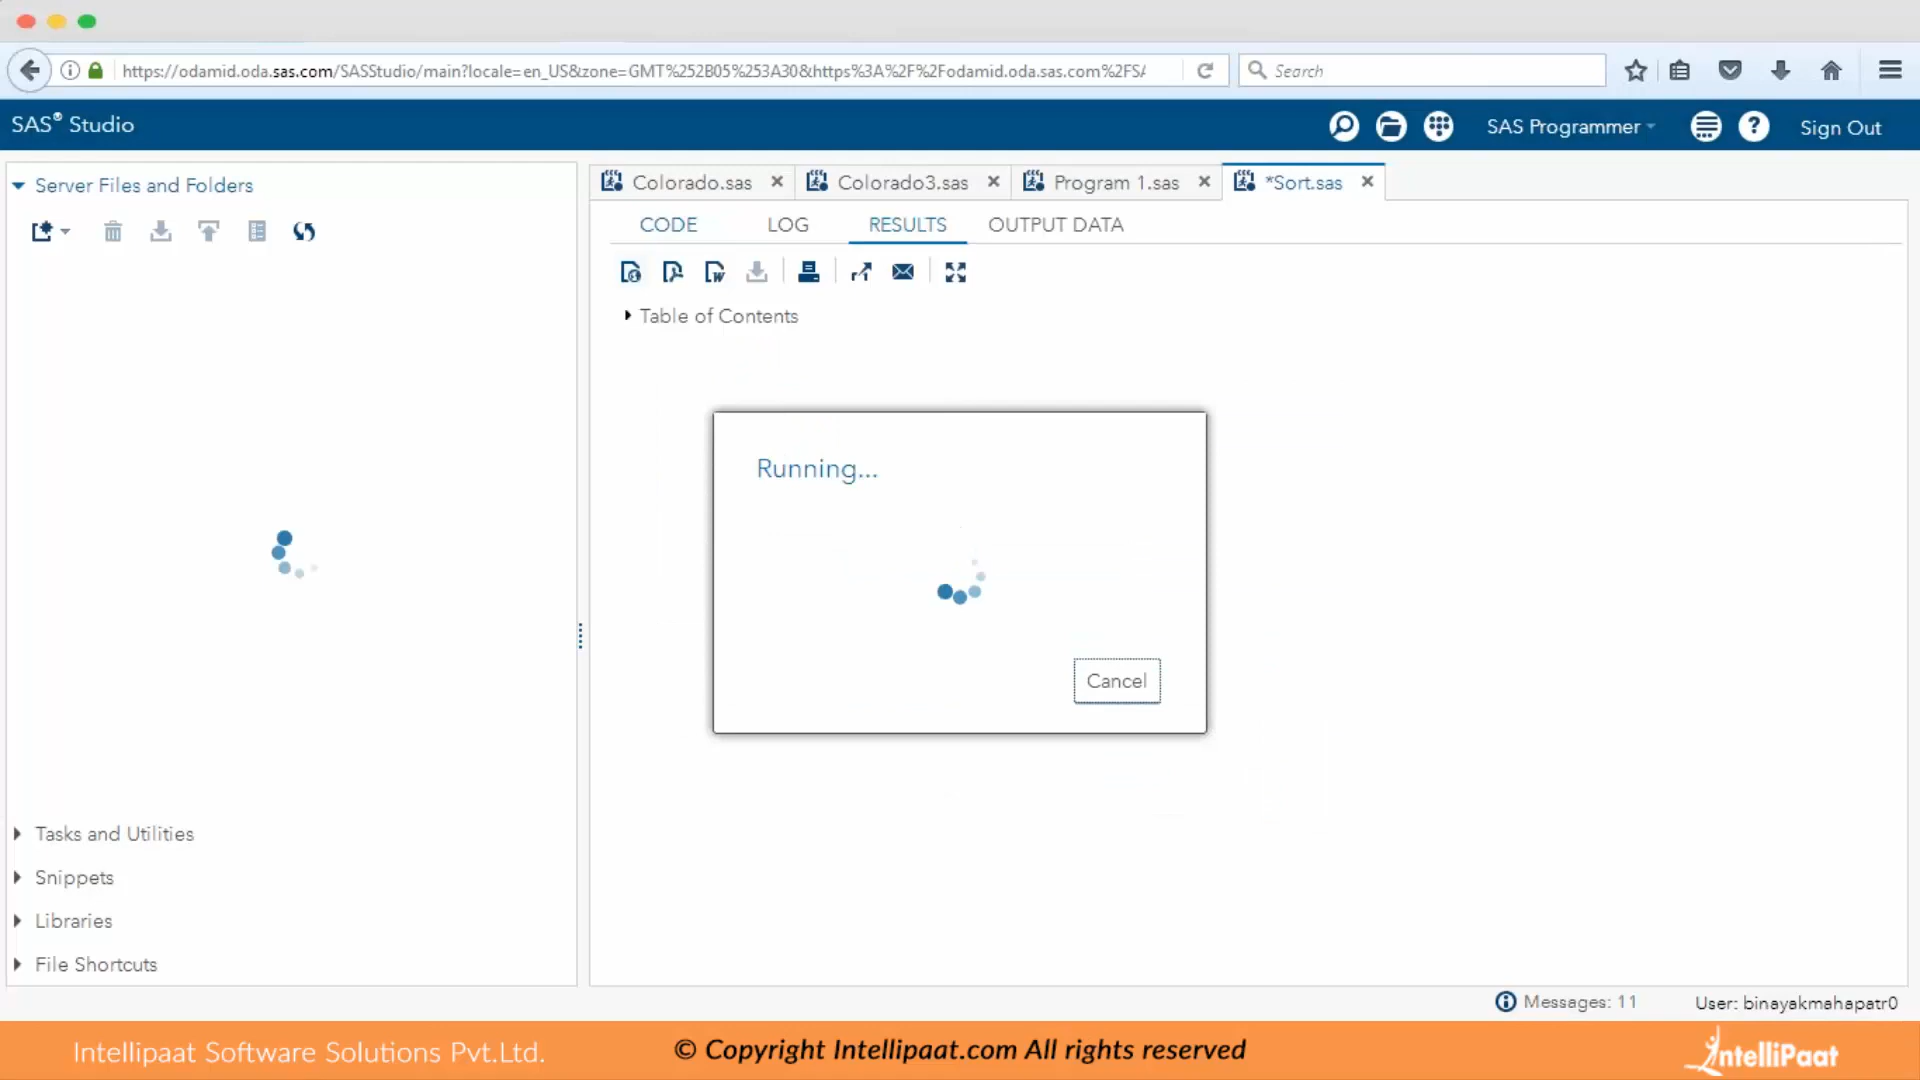 https://odamid.oda.sas.com/SASStudio/main?locale=en_US&zone=GMT%252B05%253A30&https%3A%2F%2Fodamid.oda.sas.com%2FS/
Search
SAS® Studio
SAS Programmer
Sign Out
Server Files and Folders
Colorado.sas
Colorado3.sas
Program 1.sas
*Sort.sas
CODE
LOG
RESULTS
OUTPUT DATA
Table of Contents
Running...
Cancel
Tasks and Utilities
Snippets
Libraries
File Shortcuts
Messages: 11
User: binayakmahapatr0
Intellipaat Software Solutions Pvt.Ltd.
© Copyright Intellipaat.com All rights reserved
IntelliPaat